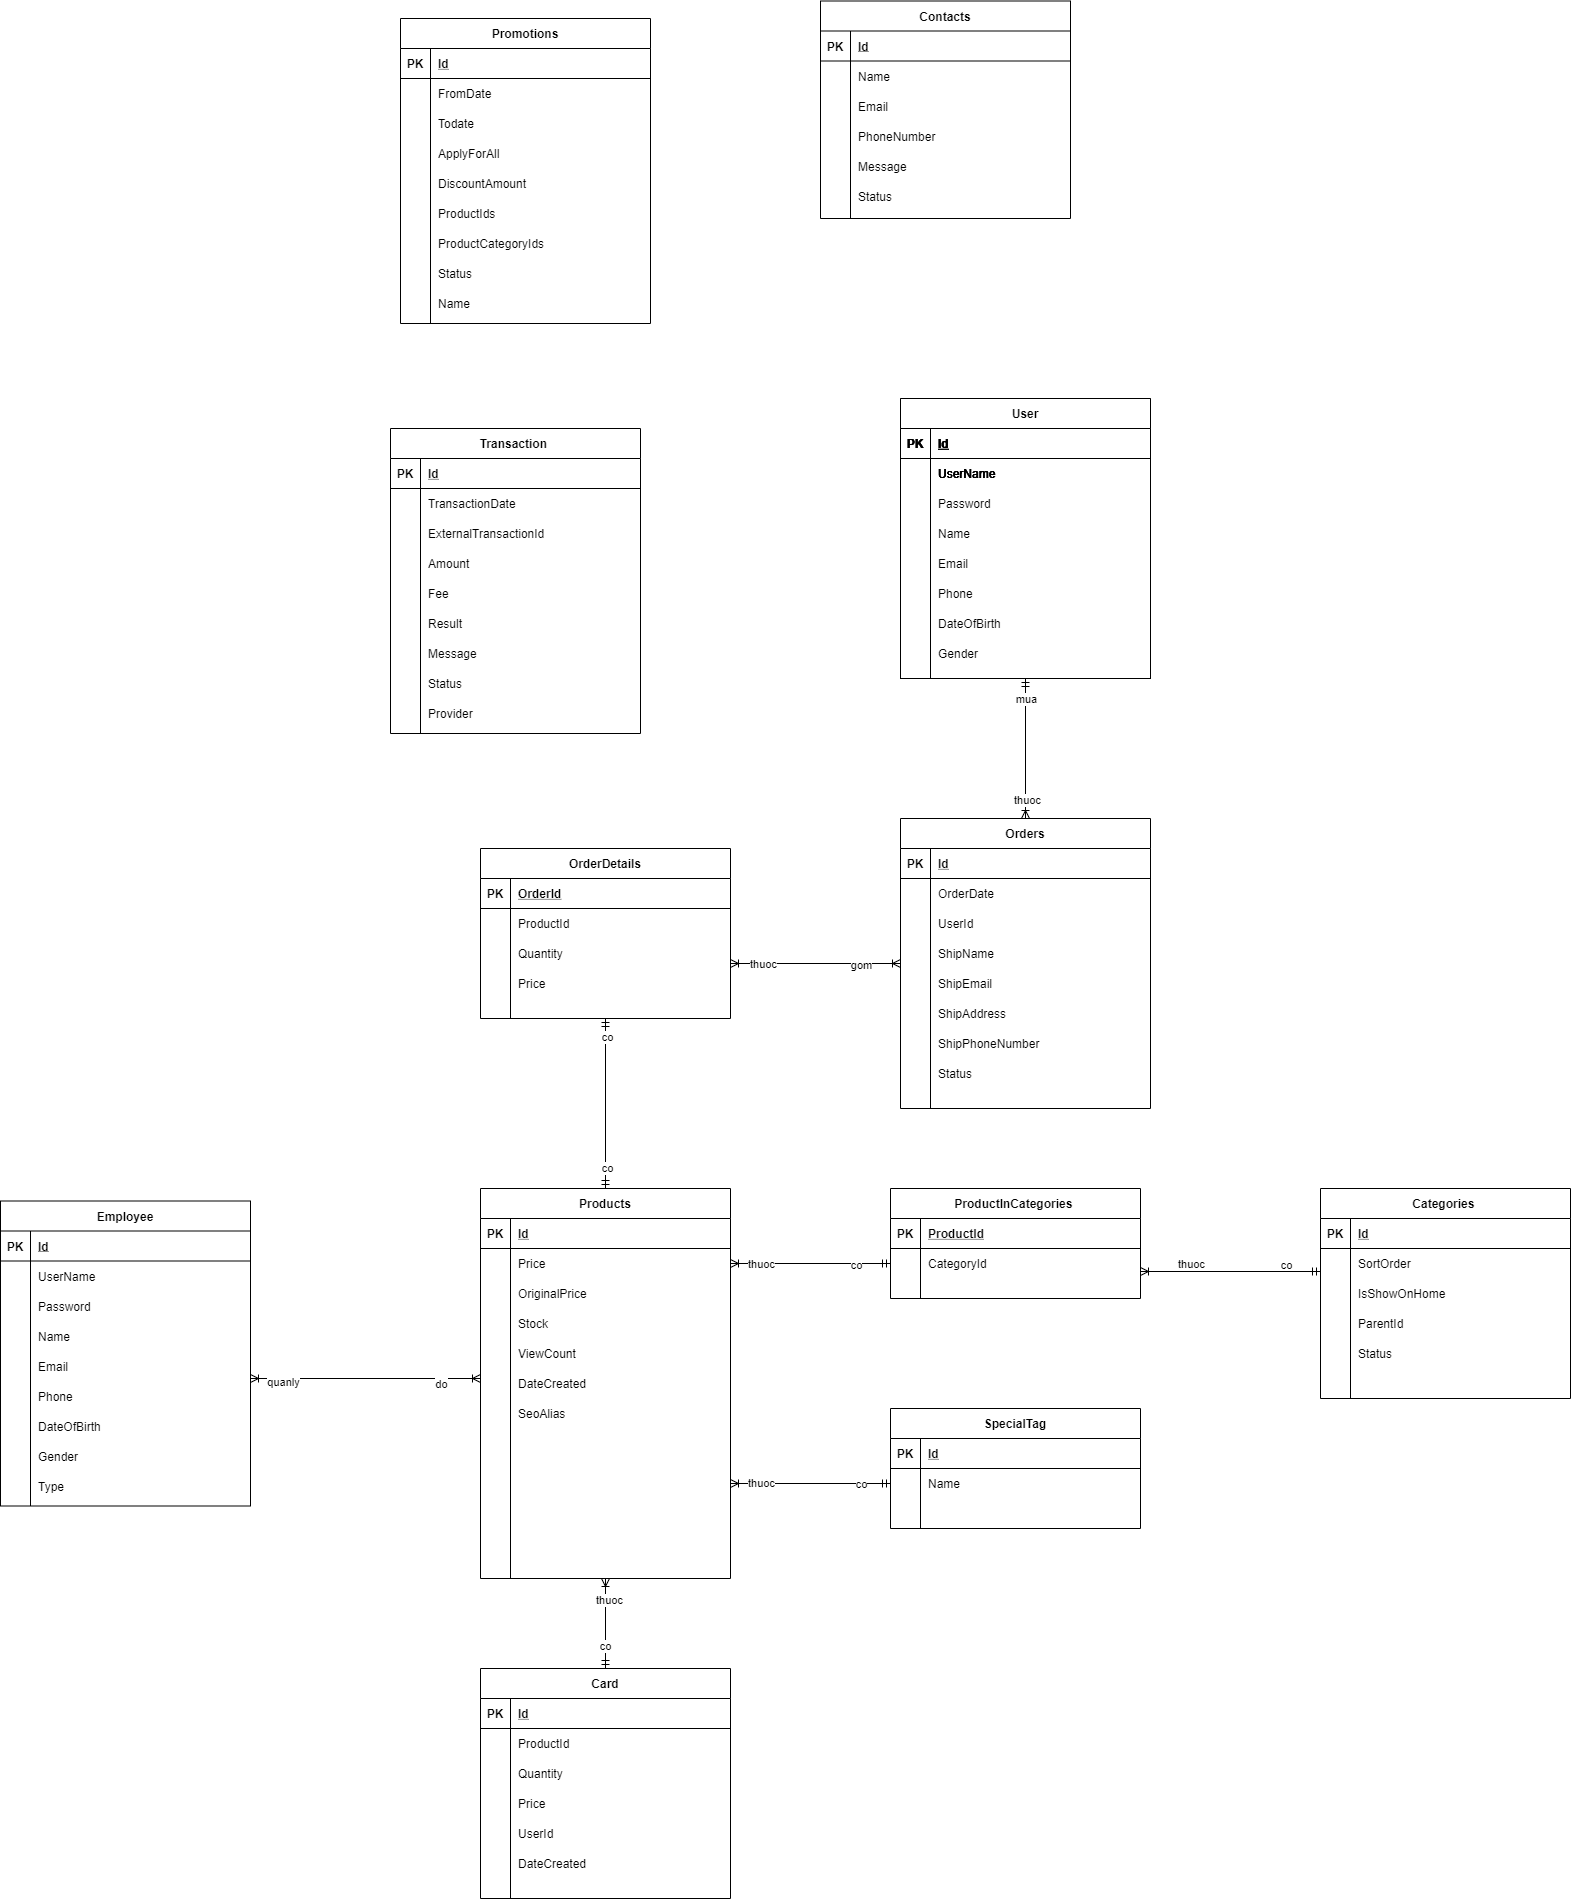 Promotions
PK Id
FromDate
Todate
ApplyForAll
DiscountAmount
ProductIds
ProductCategoryIds
Status
Name
Contacts
PK Id
Name
Email
PhoneNumber
Message
Status
Transaction
PK Id
TransactionDate
ExternalTransactionId
Amount
Fee
Result
Message
Status
Provider
User
PK Id
UserName
Password
Name
Email
Phone
DateOfBirth
Gender
mua
thuoc
OrderDetails
PK OrderId
ProductId
Quantity
Price
thuoc
gom
Orders
PK Id
OrderDate
UserId
ShipName
ShipEmail
ShipAddress
ShipPhoneNumber
Status
co
co
Employee
PK Id
UserName
Password
Name
Email
Phone
DateOfBirth
Gender
Type
quanly
do
Products
PK Id
Price
OriginalPrice
Stock
ViewCount
DateCreated
SeoAlias
thuoc
co
ProductInCategories
PK ProductId
CategoryId
thuoc
co
Categories
PK Id
SortOrder
IsShowOnHome
ParentId
Status
thuoc
co
SpecialTag
PK Id
Name
thuoc
co
Card
PK Id
ProductId
Quantity
Price
UserId
DateCreated